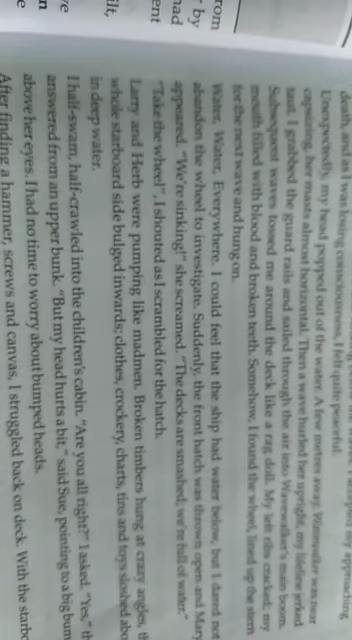 rom
by
had
ent
ilt,
re
n
e
death, and as I was losing consciousness, I felt quite peaceful.
Unexpectedly, my head popped out of the water. A few metres away, Wavewalker was near
capsizing, her masts almost horizontal. Then a wave hurled her upright, my lifeline jerked
taut, I grabbed the guard rails and sailed through the air into Wavewalker's main boom.
Subsequent waves tossed me around the deck like a rag doll. My left ribs cracked; my
mouth filled with blood and broken teeth. Somehow, I found the wheel, lined up the stern
for the next wave and hung on.
Water, Water, Everywhere. I could feel that the ship had water below, but I dared not
abandon the wheel to investigate. Suddenly, the front hatch was thrown open and Mary
appeared. "We're sinking!" she screamed. "The decks are smashed; we're full of water."
"Take the wheel", I shouted as I scrambled for the hatch.
Larry and Herb were pumping like madmen. Broken timbers hung at crazy angles, th
whole starboard side bulged inwards; clothes, crockery, charts, tins and toys sloshed abo
in deep water.
I half-swam, half-crawled into the children's cabin. "Are you all right?" I asked. "Yes," th
answered from an upper bunk. "But my head hurts a bit," said Sue, pointing to a big bum
above her eyes. I had no time to worry about bumped heads.
After finding a hammer, screws and canvas, I struggled back on deck. With the starbo